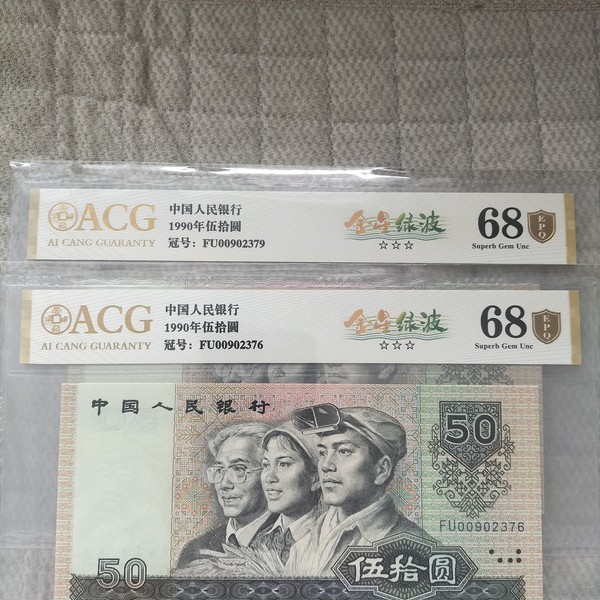 ACG
AI CANG GUARANTY
中国人民银行
1990年伍拾圆
冠号：FU00902379
金星绿波
☆☆☆
68
EPQ
Superb Gem Unc
ACG
AI CANG GUARANTY
中国人民银行
1990年伍拾圆
冠号：FU00902376
金星绿波
☆☆☆
68
EPQ
Superb Gem Unc
中国人民银行
50
FU00902376
50
伍拾圆